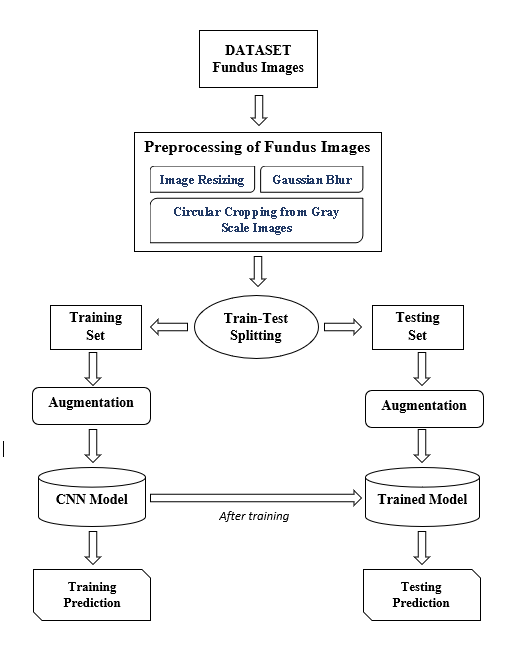 DATASET
Fundus Images
Preprocessing of Fundus Images
Image Resizing
Gaussian Blur
Circular Cropping from Gray
Scale Images
Training
Set
Train-Test
Splitting
Testing
Set
Augmentation
Augmentation
CNN Model
After training
Trained Model
Training
Prediction
Testing
Prediction